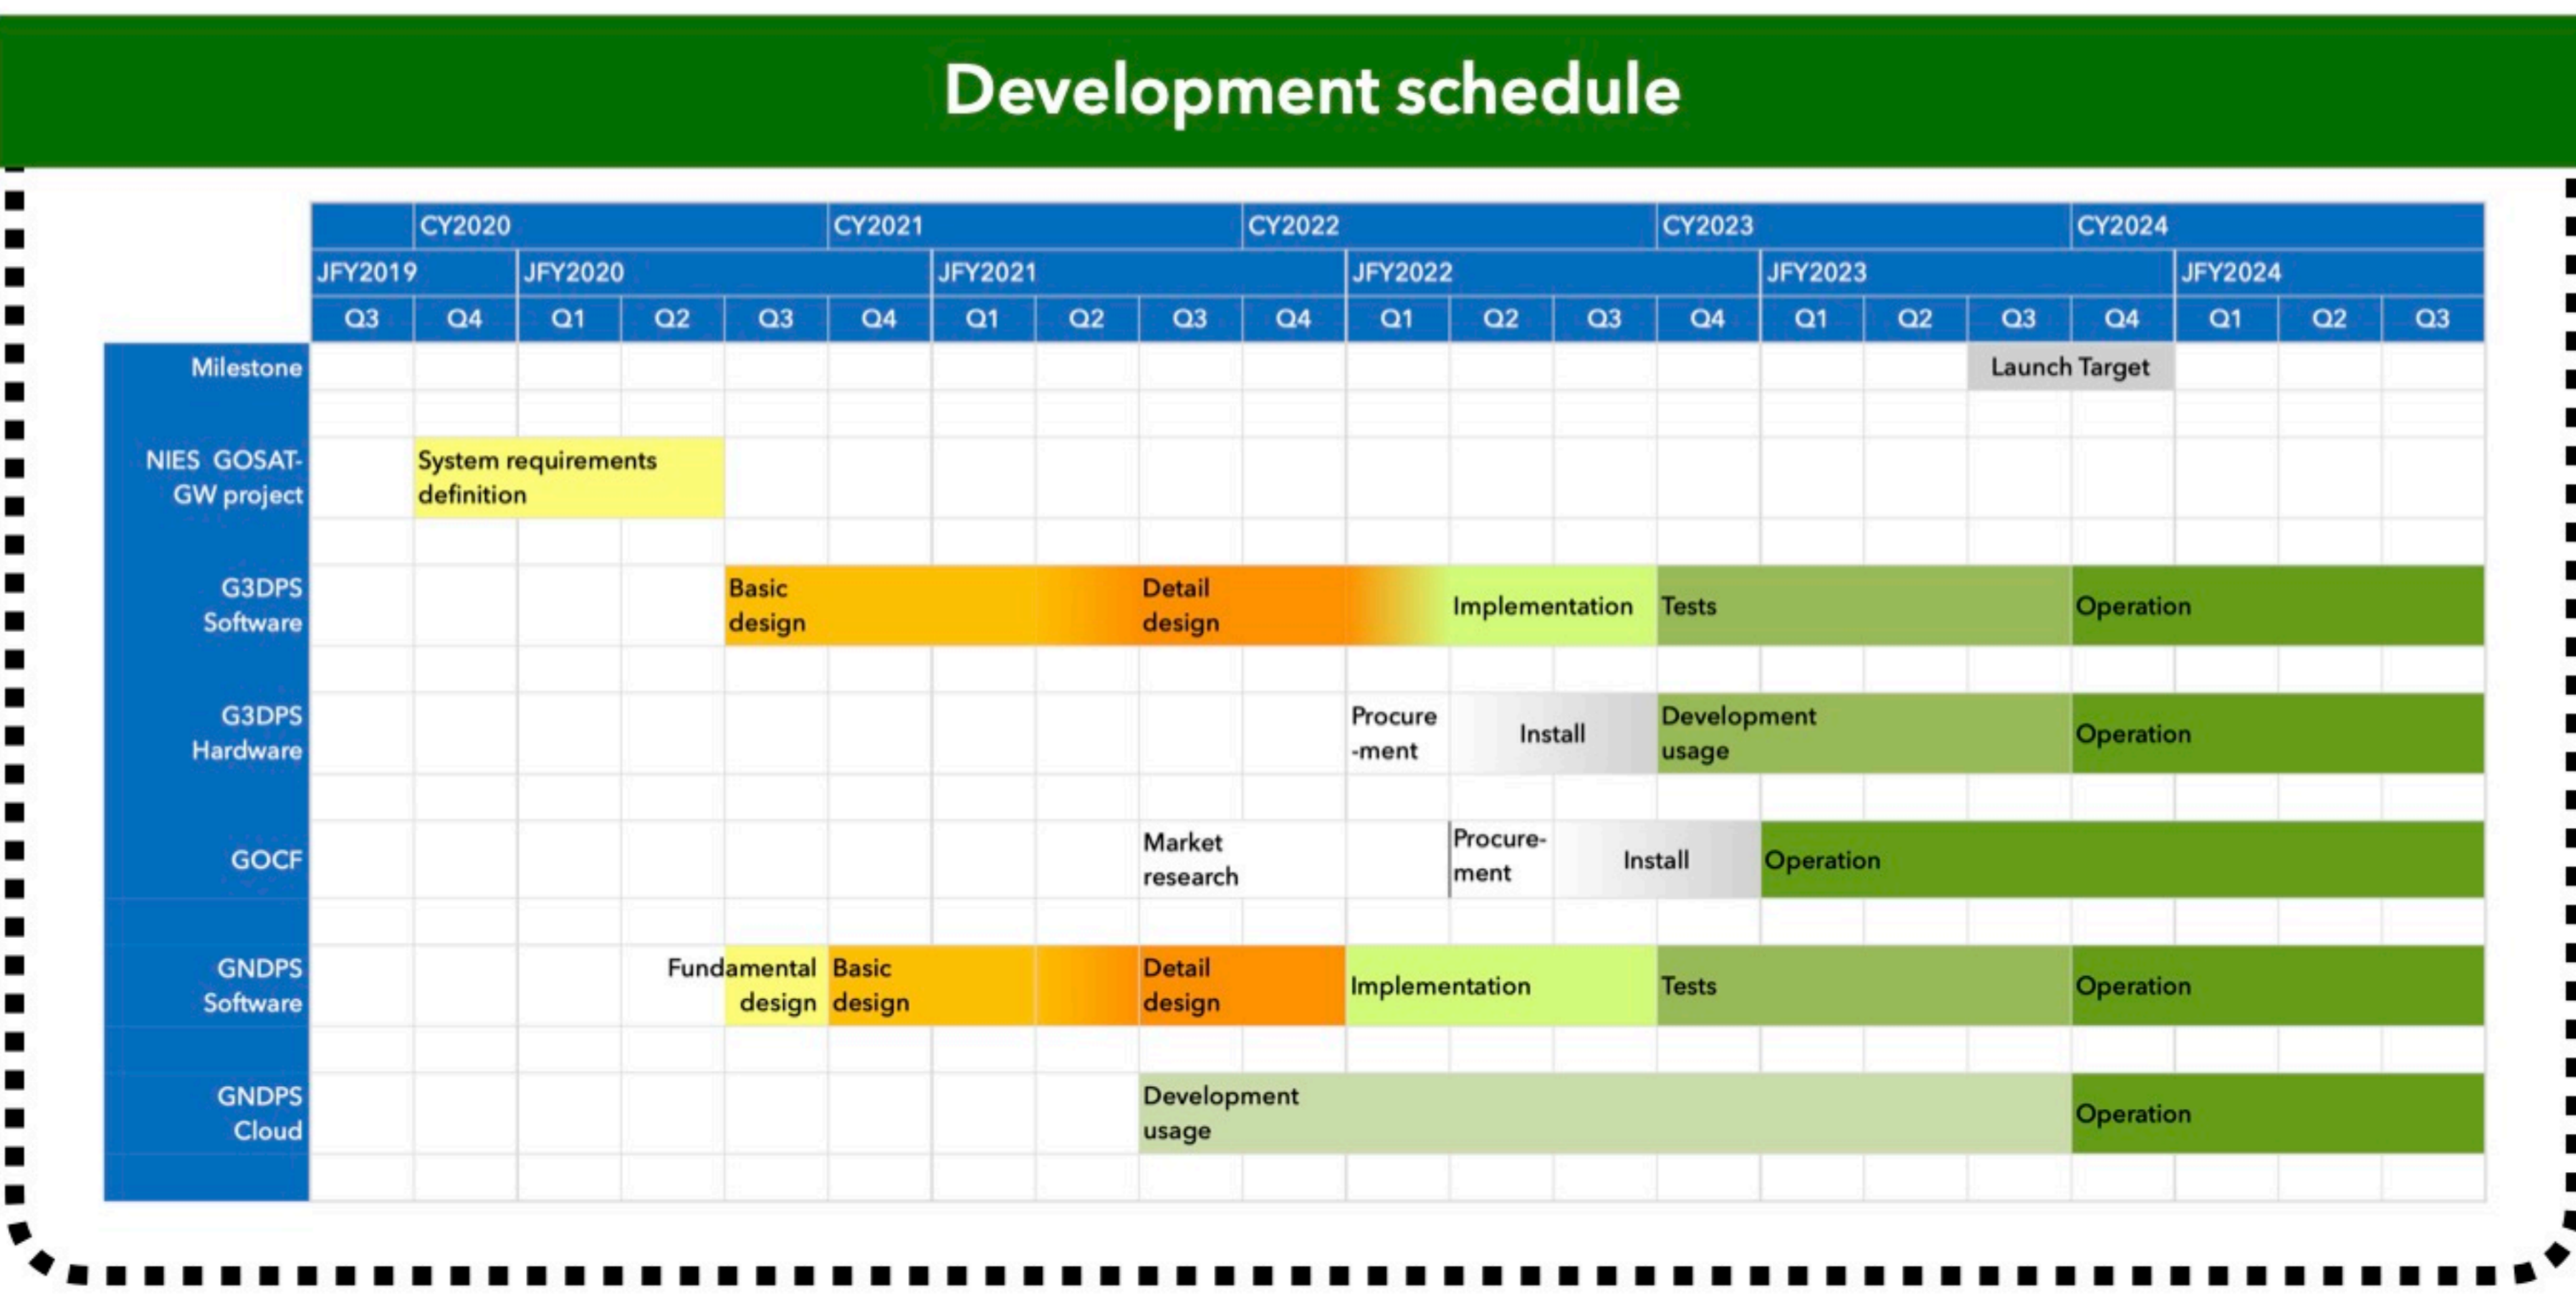 Development schedule
CY2020 CY2021 CY2022 CY2023 CY2024
JFY2019 JFY2020 JFY2021 JFY2022 JFY2023 JFY2024
Q3 Q4 Q1 Q2 Q3 Q4 Q1 Q2 Q3 Q4 Q1 Q2 Q3 Q4 Q1 Q2 Q3 Q4 Q1 Q2 Q3
Milestone
Launch Target
NIES GOSAT-
GW project
System requirements
definition
G3DPS
Software
Basic
design
Detail
design
Implementation
Tests
Operation
G3DPS
Hardware
Procure
-ment
Install
Development
usage
Operation
GOCF
Market
research
Procure-
ment
Install
Operation
GNDPS
Software
Fundamental
design
Basic
design
Detail
design
Implementation
Tests
Operation
GNDPS
Cloud
Development
usage
Operation